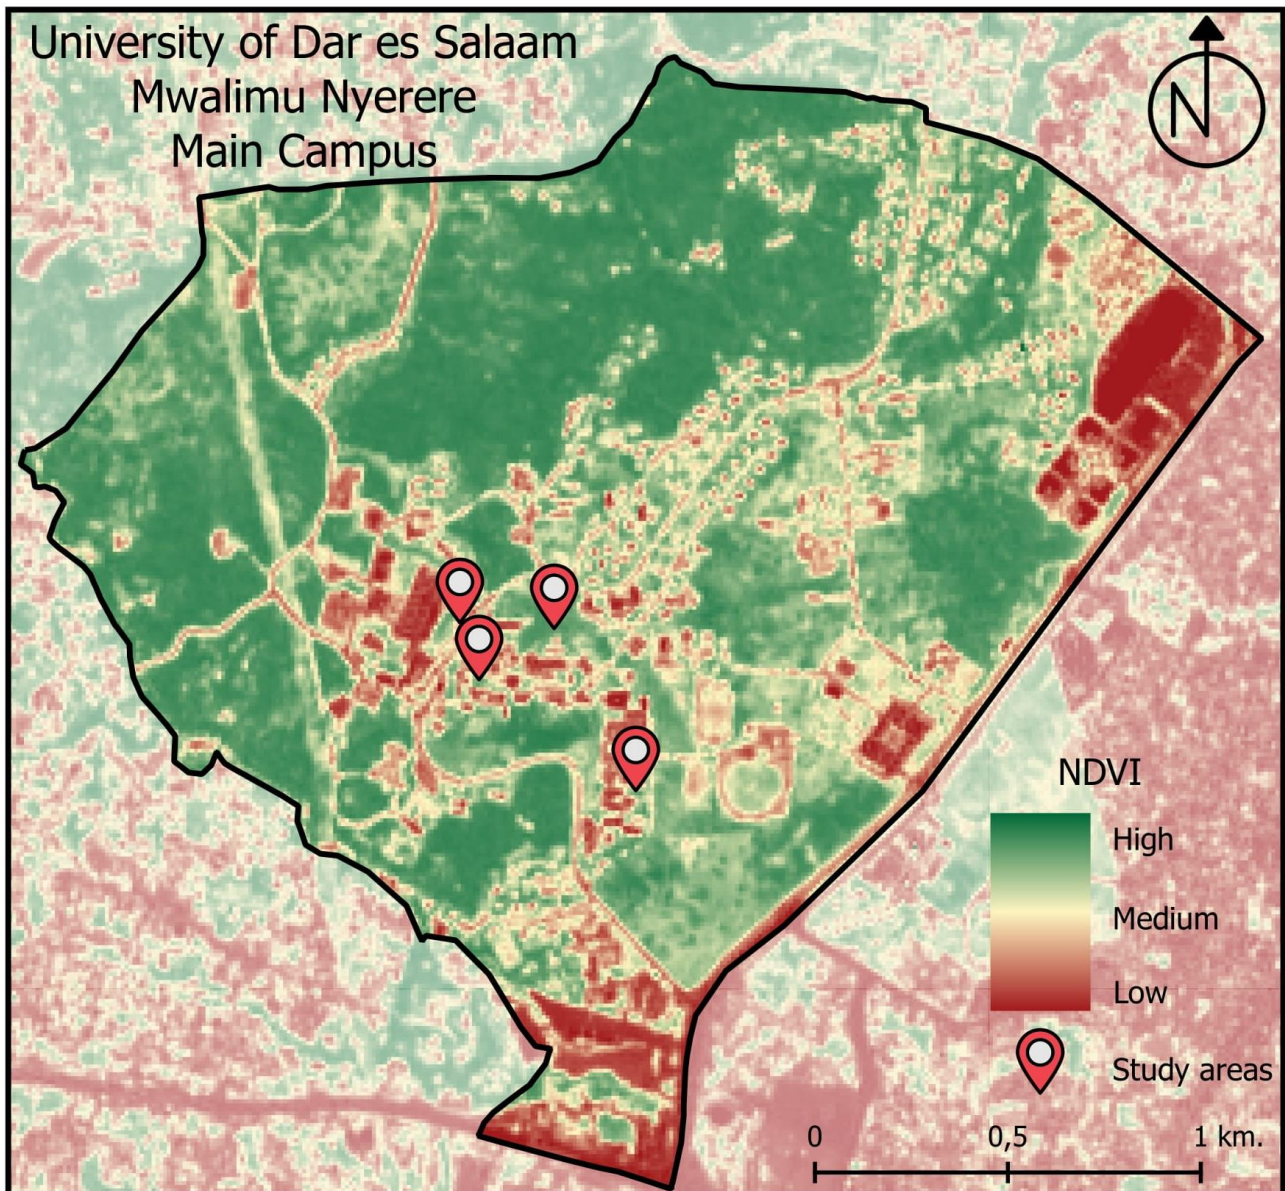 University of Dar es Salaam
Mwalimu Nyerere
Main Campus
N
NDVI
High
Medium
Low
Study areas
0 0,5 1 km.